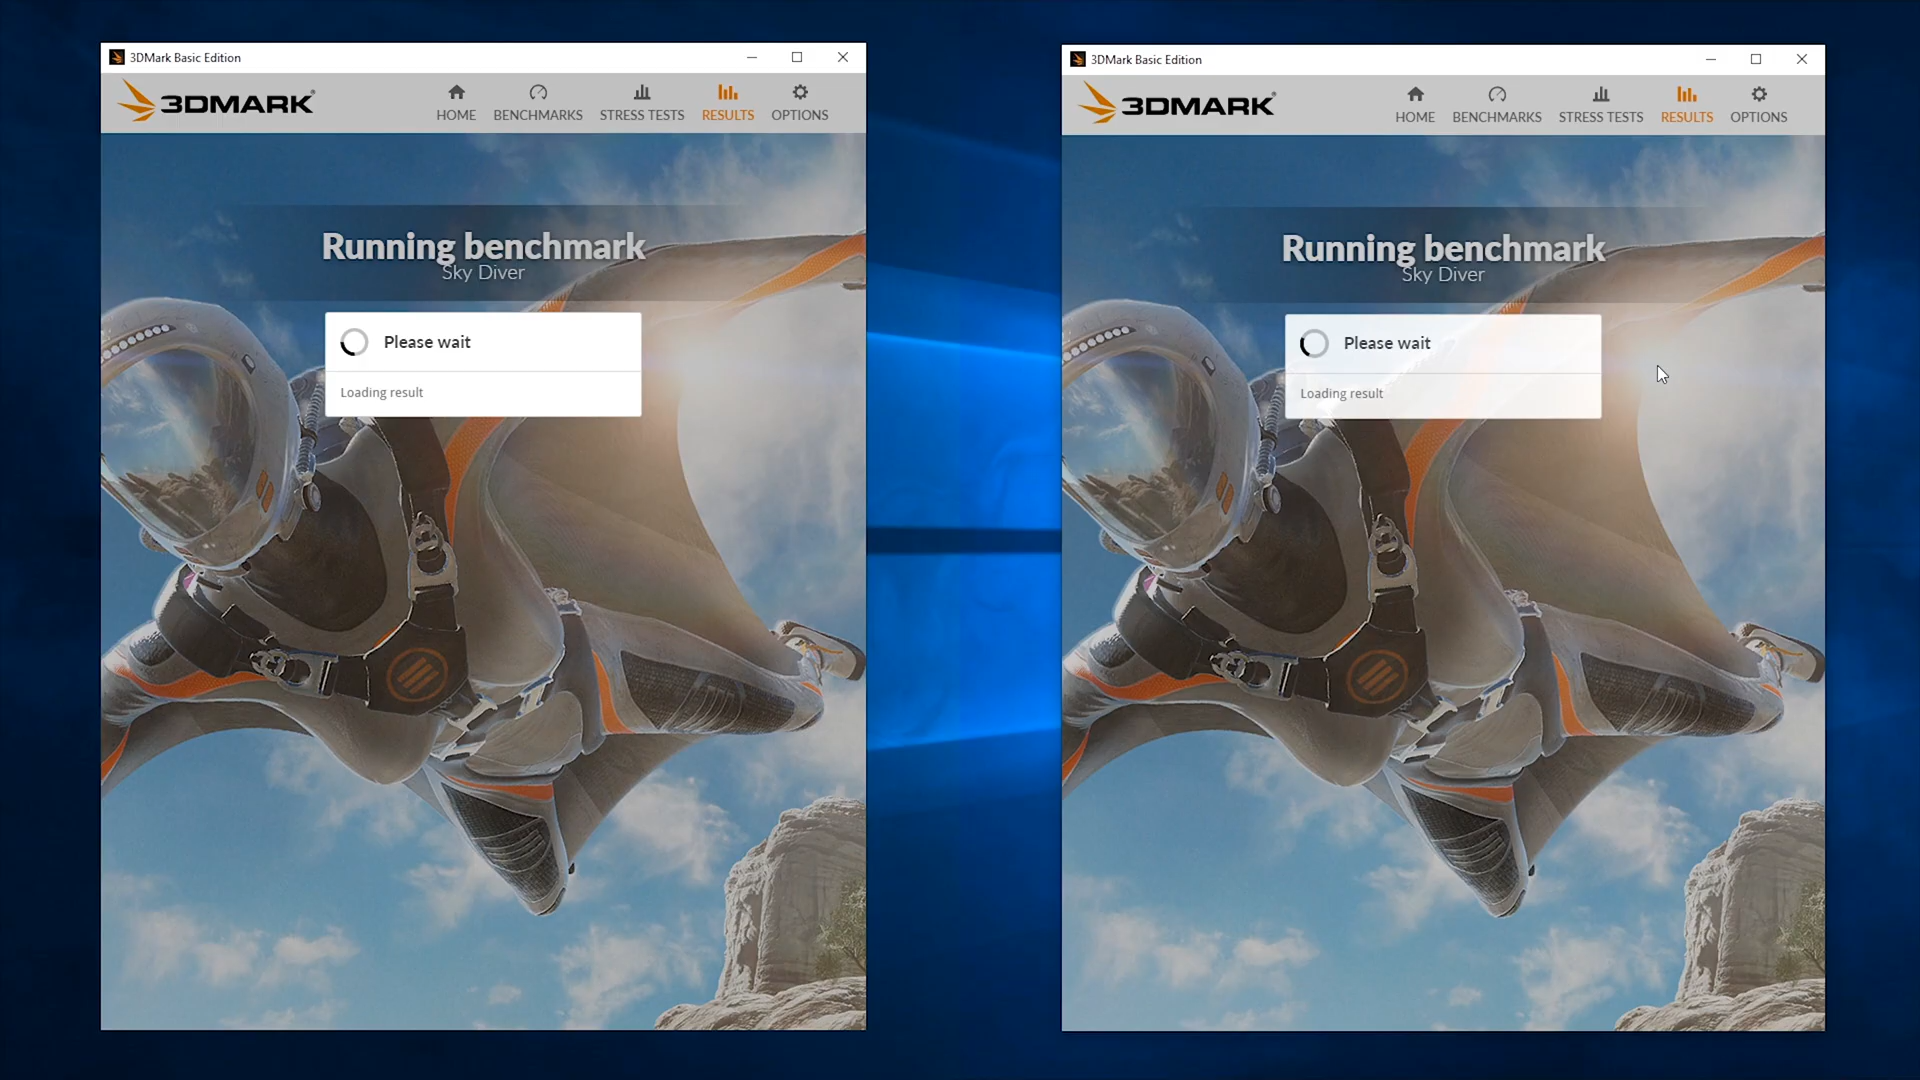 3DMark Basic Edition
3DMARK
HOME BENCHMARKS STRESS TESTS RESULTS OPTIONS
Running benchmark
Sky Diver
Please wait
Loading result
3DMark Basic Edition
3DMARK
HOME BENCHMARKS STRESS TESTS RESULTS OPTIONS
Running benchmark
Sky Diver
Please wait
Loading result